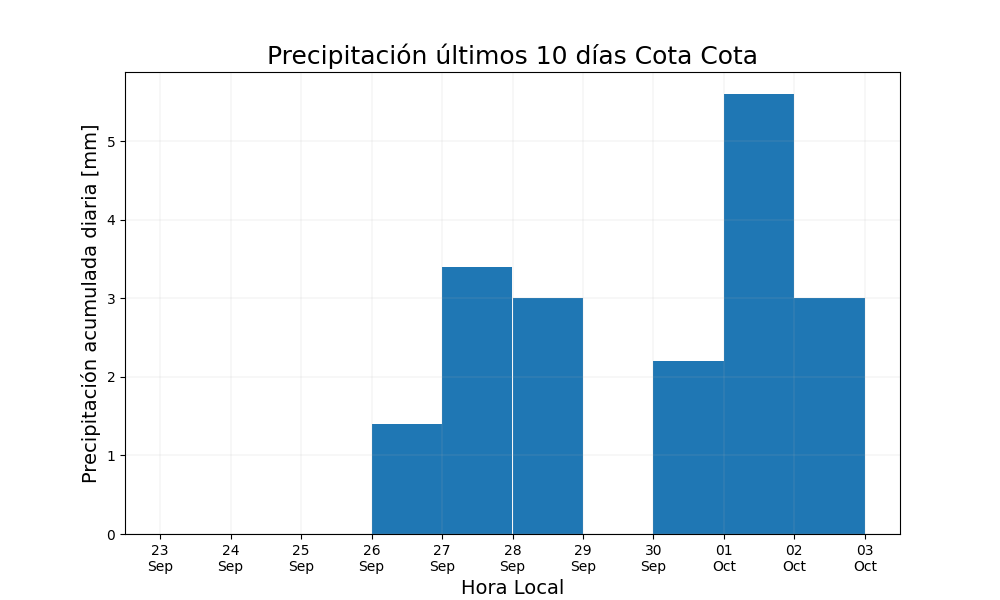 Precipitación últimos 10 días Cota Cota
Precipitación acumulada diaria [mm]
5
4
3
2
1
0
23 Sep
24 Sep
25 Sep
26 Sep
27 Sep
28 Sep
29 Sep
30 Sep
01 Oct
02 Oct
03 Oct
Hora Local